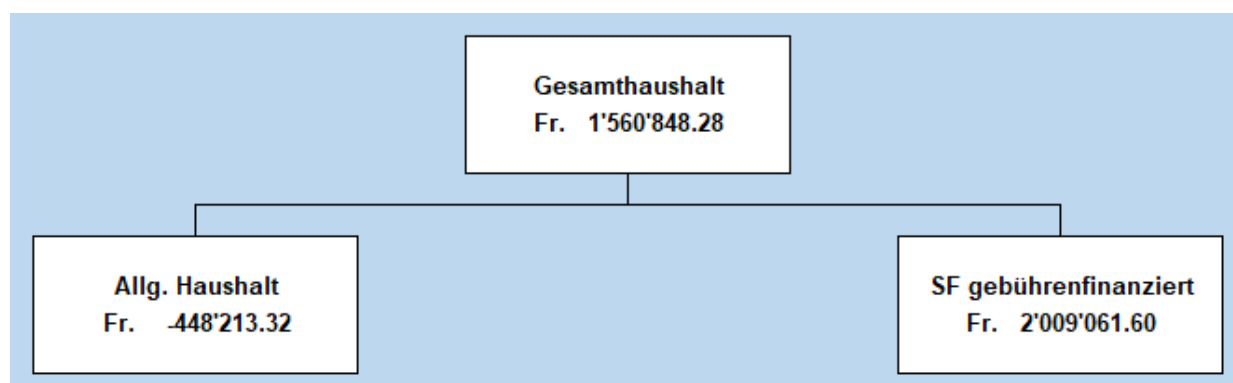 Gesamthaushalt
Fr. 1'560'848.28
Allg. Haushalt
Fr. -448'213.32
SF gebührenfinanziert
Fr. 2'009'061.60